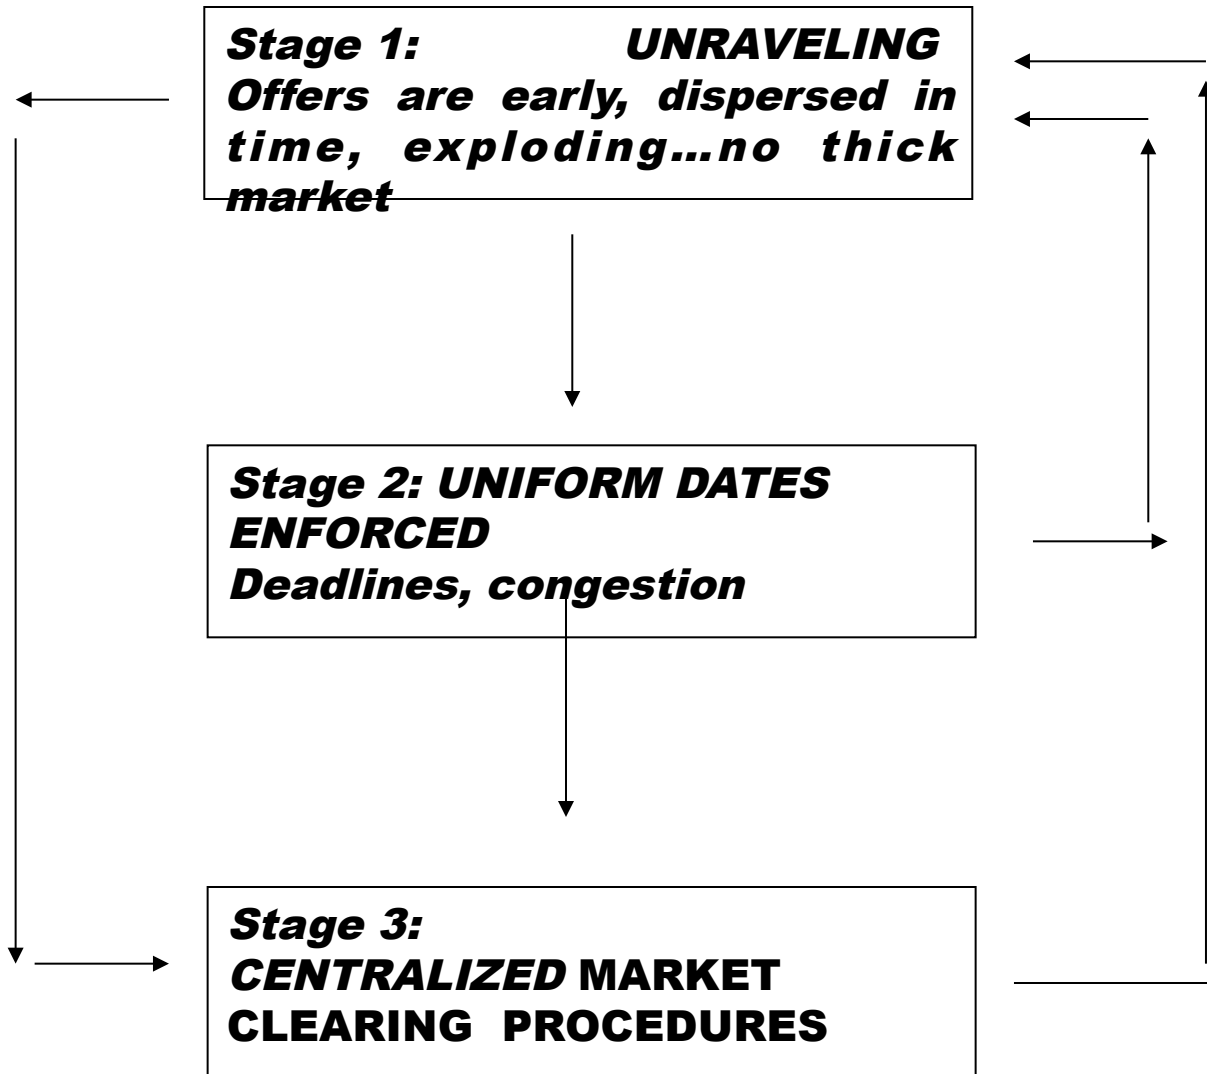 Stage 1: UNRAVELING
Offers are early, dispersed in
time, exploding…no thick
market
Stage 2: UNIFORM DATES
ENFORCED
Deadlines, congestion
Stage 3:
CENTRALIZED MARKET
CLEARING PROCEDURES